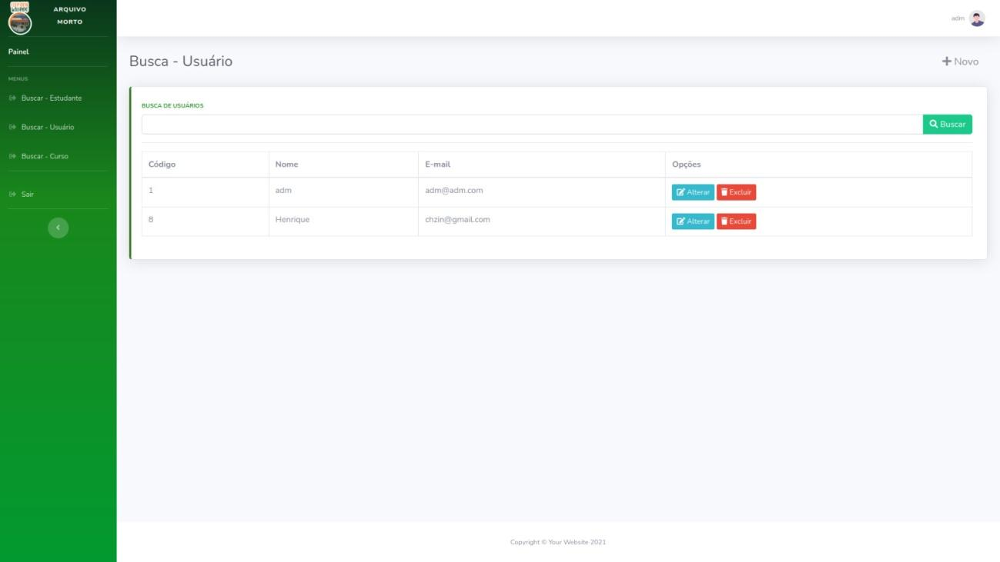 ARQUIVO
MORTO
adm
Painel
Busca - Usuário
Novo
MENUS
Buscar - Estudante
Buscar - Usuário
Buscar - Curso
Sair
BUSCA DE USUÁRIOS
Buscar
Código Nome E-mail Opções
1 adm adm@adm.com Alterar Excluir
8 Henrique chzin@gmail.com Alterar Excluir
Copyright © Your Website 2021